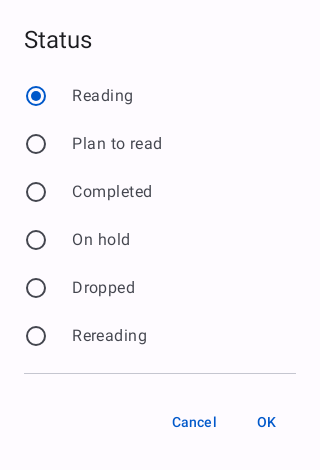 Status
Reading
Plan to read
Completed
On hold
Dropped
Rereading
Cancel OK